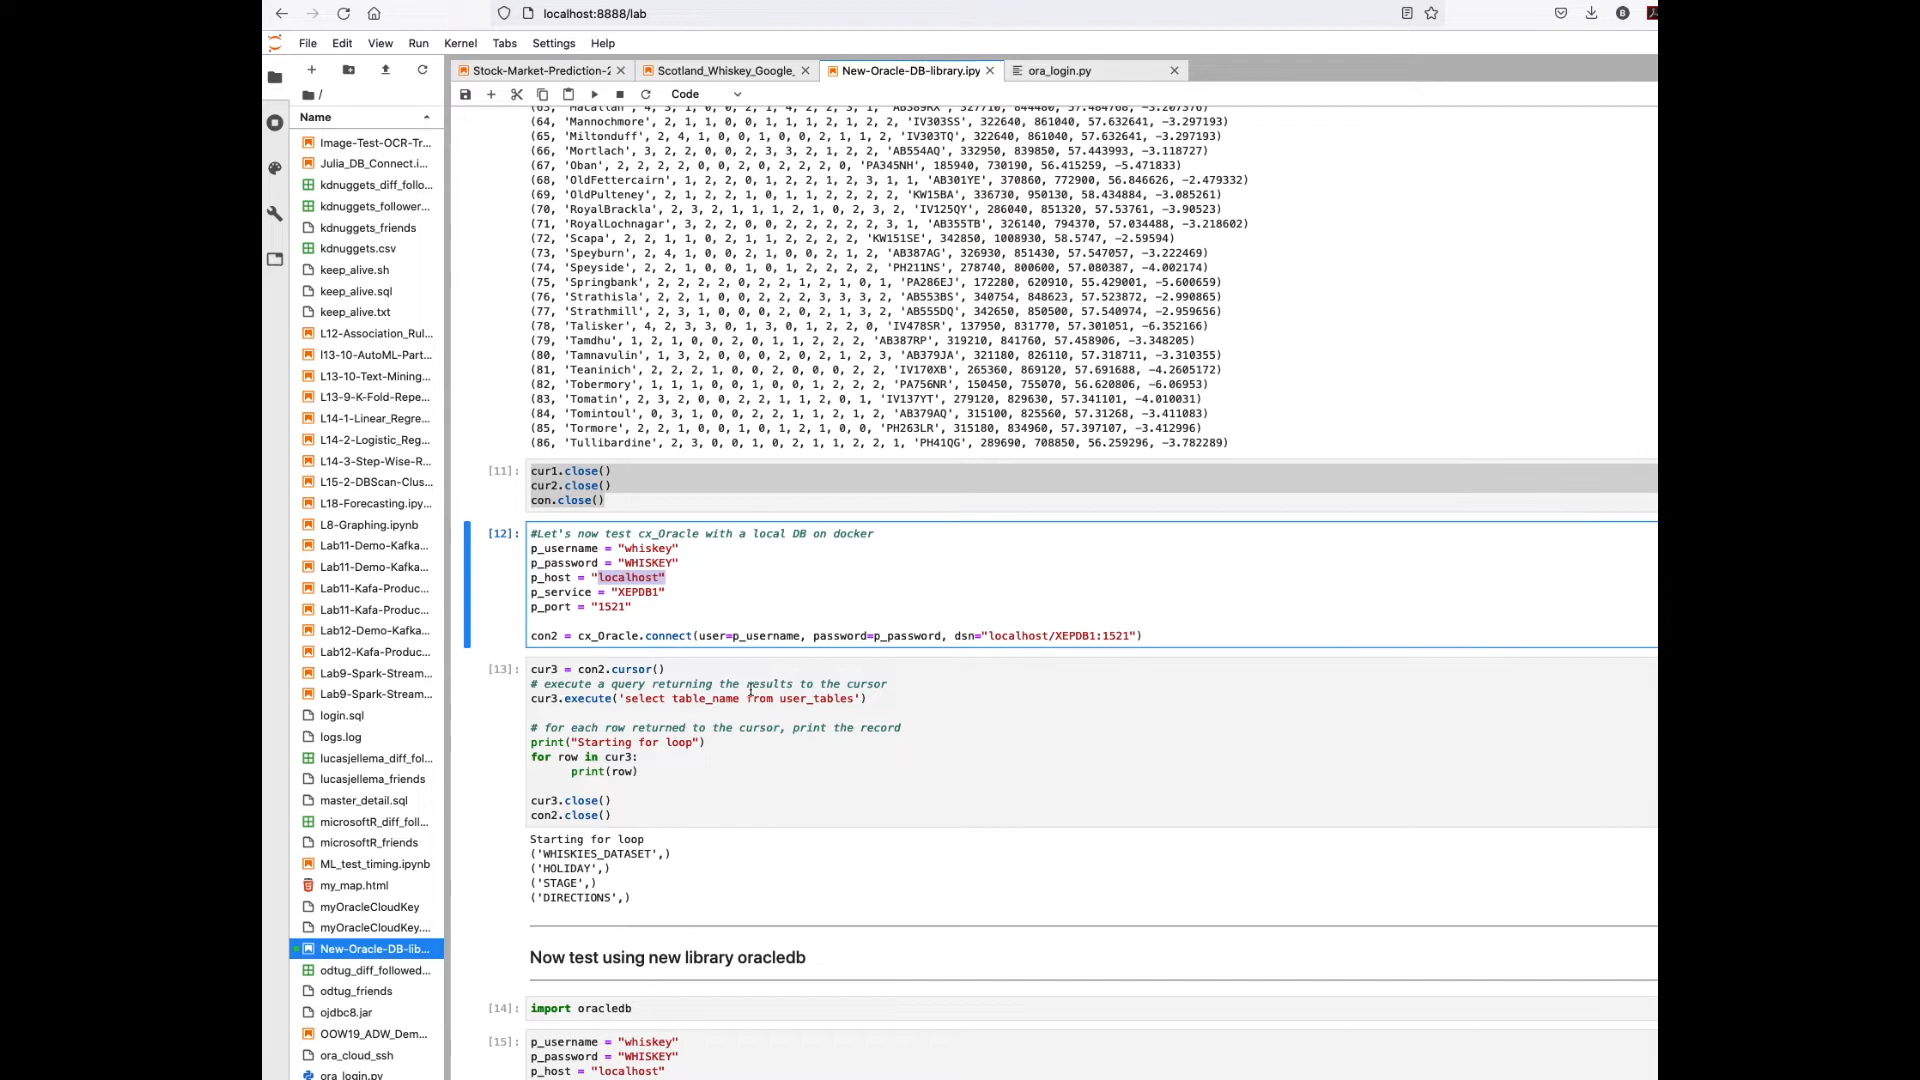 localhost:8888/lab
File Edit View Run Kernel Tabs Settings Help
Stock-Market-Prediction-2
Scotland_Whiskey_Google_
New-Oracle-DB-library.ipy
ora_login.py
/
Code
Name
Image-Test-OCR-Tr...
Julia_DB_Connect.i...
kdnuggets_diff_follo...
kdnuggets_follower...
kdnuggets_friends
kdnuggets.csv
keep_alive.sh
keep_alive.sql
keep_alive.txt
L12-Association_Rul...
l13-10-AutoML-Part...
L13-10-Text-Mining...
L13-9-K-Fold-Repe...
L14-1-Linear_Regre...
L14-2-Logistic_Reg...
L14-3-Step-Wise-R...
L15-2-DBScan-Clus...
L18-Forecasting.ipy...
L8-Graphing.ipynb
Lab11-Demo-Kafka...
Lab11-Demo-Kafka...
Lab11-Kafa-Produc...
Lab11-Kafa-Produc...
Lab12-Demo-Kafka...
Lab12-Kafa-Produc...
Lab9-Spark-Stream...
Lab9-Spark-Stream...
login.sql
logs.log
lucasjellema_diff_fol...
lucasjellema_friends
master_detail.sql
microsoftR_diff_foll...
microsoftR_friends
ML_test_timing.ipynb
my_map.html
myOracleCloudKey
myOracleCloudKey....
New-Oracle-DB-lib...
odtug_diff_followed...
odtug_friends
ojdbc8.jar
OOW19_ADW_Dem...
ora_cloud_ssh
ora_login.py
(63, 'Macallan', 4, 3, 1, 0, 0, 2, 1, 4, 2, 2, 3, 1, 'AB389RX', 327710, 844480, 57.484768, -3.207376)
(64, 'Mannochmore', 2, 1, 1, 0, 0, 1, 1, 1, 2, 1, 2, 2, 'IV303SS', 322640, 861040, 57.632641, -3.297193)
(65, 'Miltonduff', 2, 4, 1, 0, 0, 1, 0, 0, 2, 1, 1, 2, 'IV303TQ', 322640, 861040, 57.632641, -3.297193)
(66, 'Mortlach', 3, 2, 2, 0, 0, 2, 3, 3, 2, 1, 2, 2, 'AB554AQ', 332950, 839850, 57.443993, -3.118727)
(67, 'Oban', 2, 2, 2, 2, 0, 0, 2, 0, 2, 2, 2, 0, 'PA345NH', 185940, 730190, 56.415259, -5.471833)
(68, 'OldFettercairn', 1, 2, 2, 0, 1, 2, 2, 1, 2, 3, 1, 1, 'AB301YE', 370860, 772900, 56.846626, -2.479332)
(69, 'OldPulteney', 2, 1, 2, 2, 1, 0, 1, 1, 2, 2, 2, 2, 'KW15BA', 336730, 950130, 58.434884, -3.085261)
(70, 'RoyalBrackla', 2, 3, 2, 1, 1, 1, 2, 1, 0, 2, 3, 2, 'IV125QY', 286040, 851320, 57.53761, -3.90523)
(71, 'RoyalLochnagar', 3, 2, 2, 0, 0, 2, 2, 2, 2, 2, 3, 1, 'AB355TB', 326140, 794370, 57.034488, -3.218602)
(72, 'Scapa', 2, 2, 1, 1, 0, 2, 1, 1, 2, 2, 2, 2, 'KW151SE', 342850, 1008930, 58.5747, -2.59594)
(73, 'Speyburn', 2, 4, 1, 0, 0, 2, 1, 0, 0, 2, 1, 2, 'AB387AG', 326930, 851430, 57.547057, -3.222469)
(74, 'Speyside', 2, 2, 1, 0, 0, 1, 0, 1, 2, 2, 2, 2, 'PH211NS', 278740, 800600, 57.080387, -4.002174)
(75, 'Springbank', 2, 2, 2, 2, 0, 2, 2, 1, 2, 1, 0, 1, 'PA286EJ', 172280, 620910, 55.429001, -5.600659)
(76, 'Strathisla', 2, 2, 1, 0, 0, 2, 2, 2, 3, 3, 3, 2, 'AB553BS', 340754, 848623, 57.523872, -2.990865)
(77, 'Strathmill', 2, 3, 1, 0, 0, 0, 2, 0, 2, 1, 3, 2, 'AB555DQ', 342650, 850500, 57.540974, -2.959656)
(78, 'Talisker', 4, 2, 3, 3, 0, 1, 3, 0, 1, 2, 2, 0, 'IV478SR', 137950, 831770, 57.301051, -6.352166)
(79, 'Tamdhu', 1, 2, 1, 0, 0, 2, 0, 1, 1, 2, 2, 2, 'AB387RP', 319210, 841760, 57.458906, -3.348205)
(80, 'Tamnavulin', 1, 3, 2, 0, 0, 0, 2, 0, 2, 1, 2, 3, 'AB379JA', 321180, 826110, 57.318711, -3.310355)
(81, 'Teaninich', 2, 2, 2, 1, 0, 0, 2, 0, 0, 0, 2, 2, 'IV170XB', 265360, 869120, 57.691688, -4.2605172)
(82, 'Tobermory', 1, 1, 1, 0, 0, 1, 0, 0, 1, 2, 2, 2, 'PA756NR', 150450, 755070, 56.620806, -6.06953)
(83, 'Tomatin', 2, 3, 2, 0, 0, 2, 2, 1, 1, 2, 0, 1, 'IV137YT', 279120, 829630, 57.341101, -4.010031)
(84, 'Tomintoul', 0, 3, 1, 0, 0, 2, 2, 1, 1, 2, 1, 2, 'AB379AQ', 315100, 825560, 57.31268, -3.411083)
(85, 'Tormore', 2, 2, 1, 0, 0, 1, 0, 1, 2, 1, 0, 0, 'PH263LR', 315180, 834960, 57.397107, -3.412996)
(86, 'Tullibardine', 2, 3, 0, 0, 1, 0, 2, 1, 1, 2, 2, 1, 'PH41QG', 289690, 708850, 56.259296, -3.782289)
[11]: cur1.close()
cur2.close()
con.close()
[12]: #Let's now test cx_Oracle with a local DB on docker
p_username = "whiskey"
p_password = "WHISKEY"
p_host = "localhost"
p_service = "XEPDB1"
p_port = "1521"
con2 = cx_Oracle.connect(user=p_username, password=p_password, dsn="localhost/XEPDB1:1521")
[13]: cur3 = con2.cursor()
# execute a query returning the results to the cursor
cur3.execute('select table_name from user_tables')
# for each row returned to the cursor, print the record
print("Starting for loop")
for row in cur3:
print(row)
cur3.close()
con2.close()
Starting for loop
('WHISKIES_DATASET',)
('HOLIDAY',)
('STAGE',)
('DIRECTIONS',)
Now test using new library oracledb
[14]: import oracledb
[15]: p_username = "whiskey"
p_password = "WHISKEY"
p_host = "localhost"